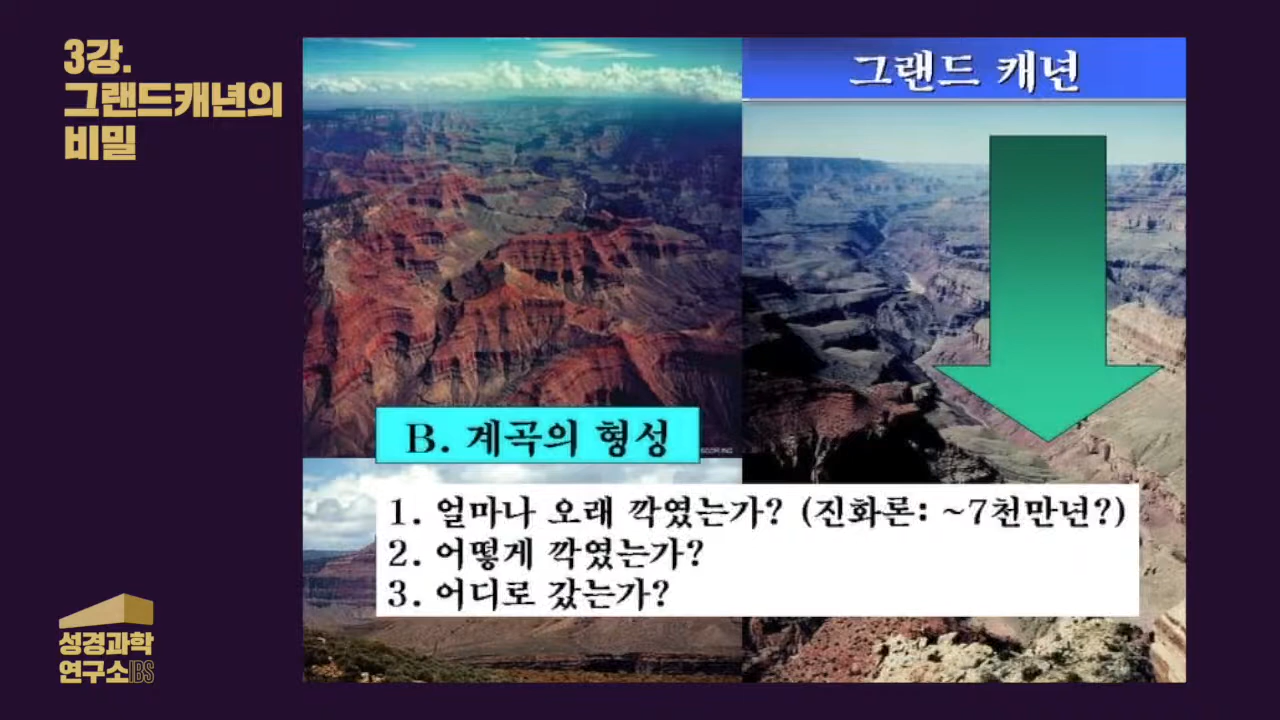 3강.
그랜드캐년의
비밀
그랜드 캐년
B. 계곡의 형성
1. 얼마나 오래 깍였는가? (진화론: ~7천만년?)
2. 어떻게 깍였는가?
3. 어디로 갔는가?
성경과학
연구소IBS